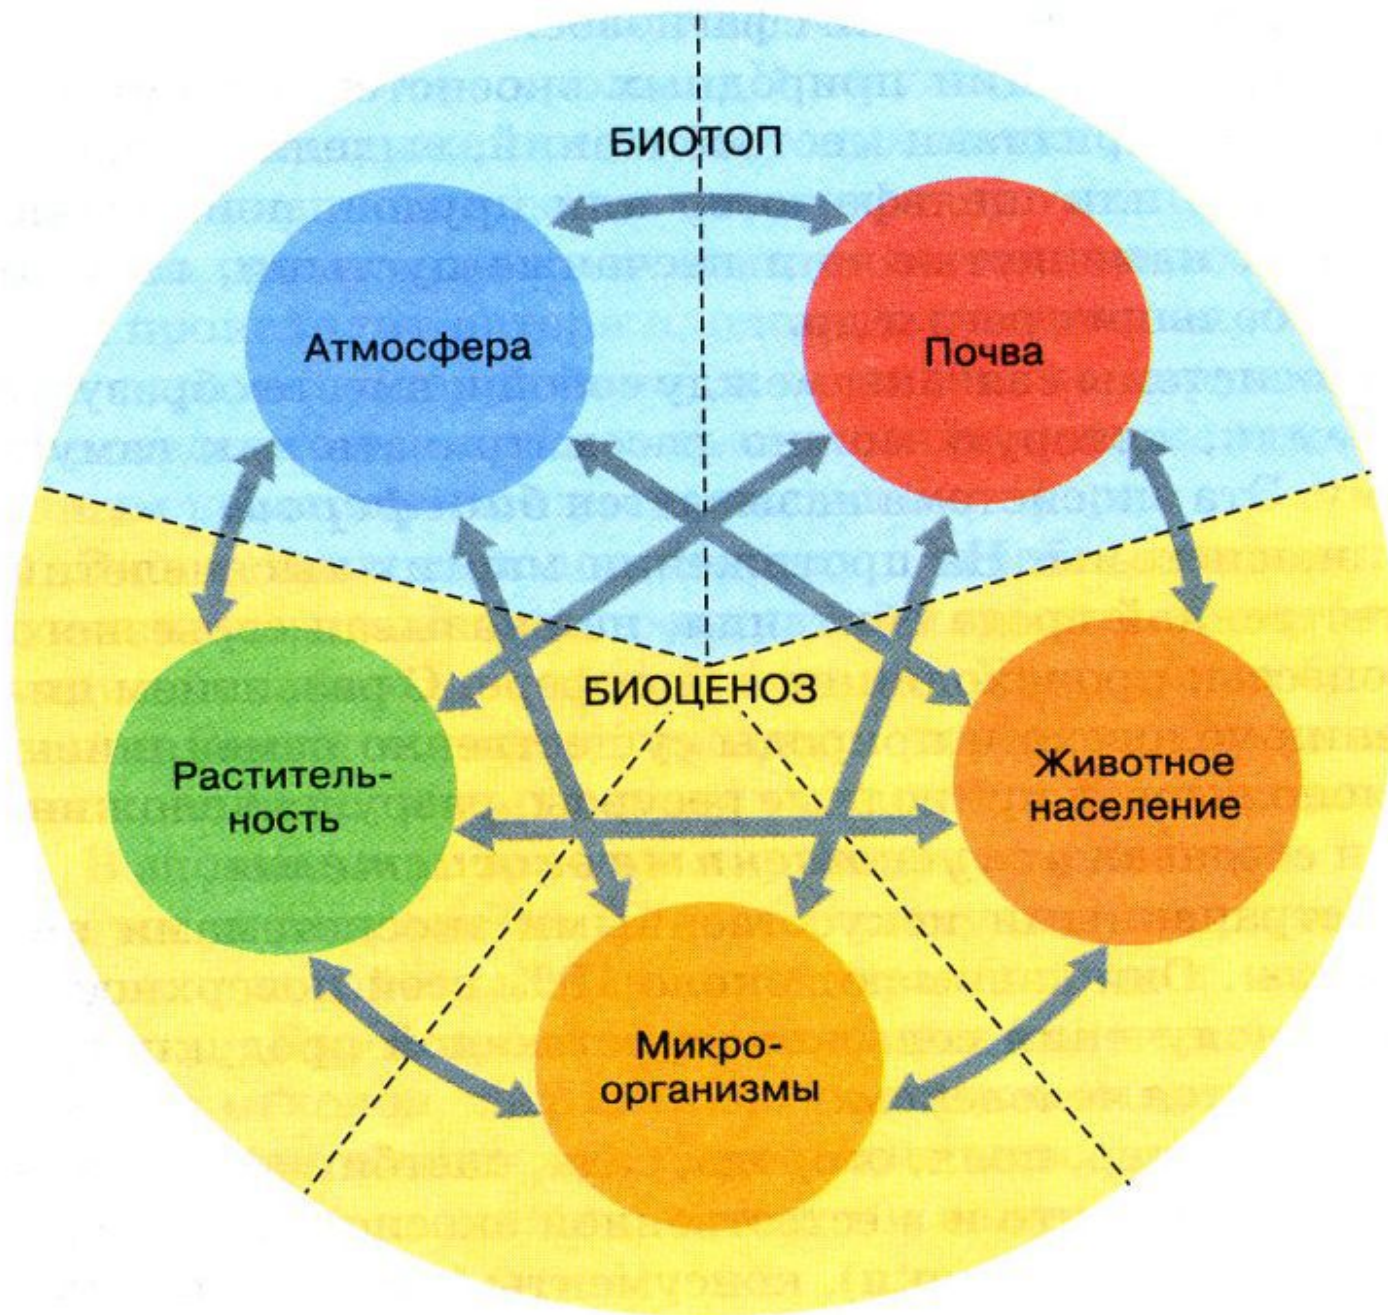 БИОТОП
Атмосфера
Почва
БИОЦЕНОЗ
Раститель-
ность
Животное
население
Микро-
организмы